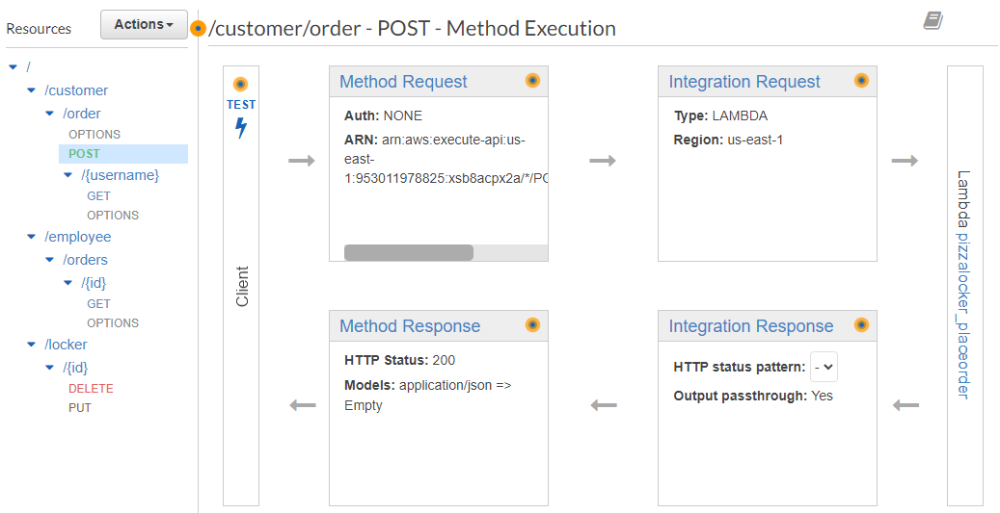 Resources
Actions
/
/customer
/order
OPTIONS
POST
/{username}
GET
OPTIONS
/employee
/orders
/{id}
GET
OPTIONS
/locker
/{id}
DELETE
PUT
/customer/order - POST - Method Execution
TEST
Client
Method Request
Auth: NONE
ARN: arn:aws:execute-api:us-
east-
1:953011978825:xsb8acpx2a/*/PO
Integration Request
Type: LAMBDA
Region: us-east-1
Lambda pizzalocker_placeorder
Method Response
HTTP Status: 200
Models: application/json =>
Empty
Integration Response
HTTP status pattern: -
Output passthrough: Yes